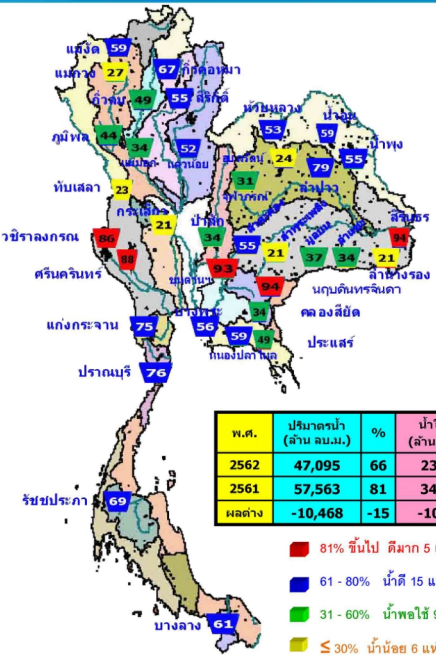 แม่งัด 59
แม่กวง 27
67 กิ่วคอหมา
กิ่วลม 49
55 สิริกิติ์
ภูมิพล 44
34
52 แควน้อย
ห้วยหลวง 53
น้ำอูน 59
น้ำพุง 55
24
79 ลำปาว
31 จุฬาภรณ์
ทับเสลา 23
กระเสียว 21
ป่าสัก 34
สิรินธร 94
วชิราลงกรณ 86
88
ศรีนครินทร์
55 21 37 34 21
ลำนางรอง
93
ขุนด่านฯ
94
นฤบดินทรจินดา
34 คลองสียัด
แก่งกระจาน 75
บางพระ 56
59 49 ประแสร์
หนองปลาไหล
ปราณบุรี 76
พ.ศ. ปริมาตรน้ำ (ล้าน ลบ.ม.) %
2562 47,095 66 23
2561 57,563 81 34
ผลต่าง -10,468 -15 -10
รัชชประภา 69
81% ขึ้นไป ดีมาก 5
61 - 80% น้ำดี 15
31 - 60% น้ำพอใช้ 9
≤ 30% น้ำน้อย 6
บางลาง 61